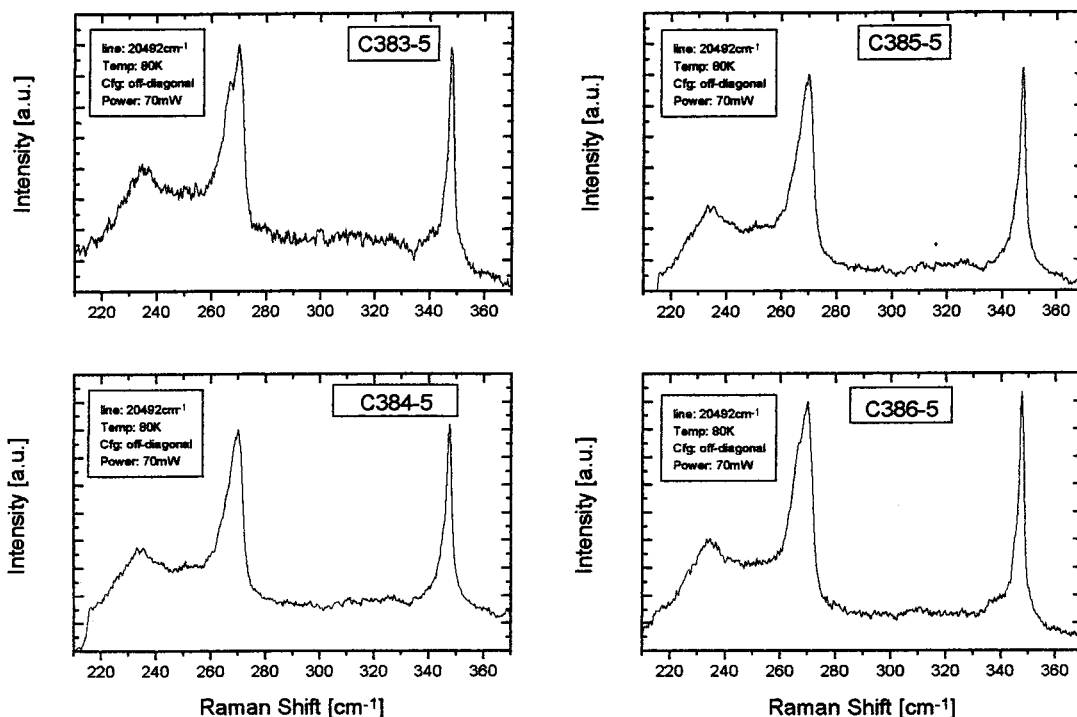 C383-5
line: 20492cm⁻¹
Temp: 80K
Cfg: off-diagonal
Power: 70mW
Intensity [a.u.]
220 240 260 280 300 320 340 360
C385-5
line: 20492cm⁻¹
Temp: 80K
Cfg: off-diagonal
Power: 70mW
Intensity [a.u.]
220 240 260 280 300 320 340 360
C384-5
line: 20492cm⁻¹
Temp: 80K
Cfg: off-diagonal
Power: 70mW
Intensity [a.u.]
220 240 260 280 300 320 340 360
Raman Shift [cm⁻¹]
C386-5
line: 20492cm⁻¹
Temp: 80K
Cfg: off-diagonal
Power: 70mW
Intensity [a.u.]
220 240 260 280 300 320 340 360
Raman Shift [cm⁻¹]